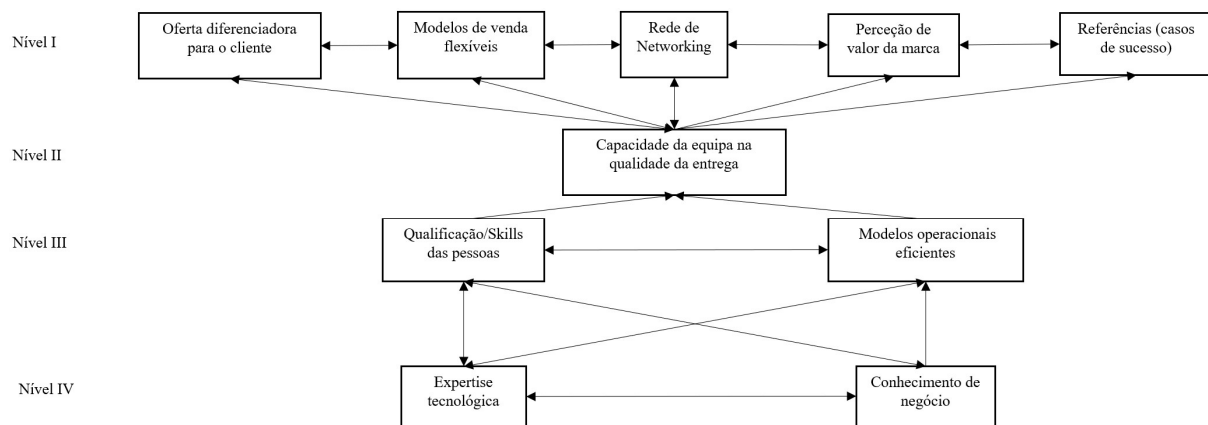 Nível I
Oferta diferenciadora
para o cliente
Modelos de venda
flexíveis
Rede de
Networking
Perceção de
valor da marca
Referências (casos
de sucesso)
Nível II
Capacidade da equipa na
qualidade da entrega
Nível III
Qualificação/Skills
das pessoas
Modelos operacionais
eficientes
Nível IV
Expertise
tecnológica
Conhecimento de
negócio